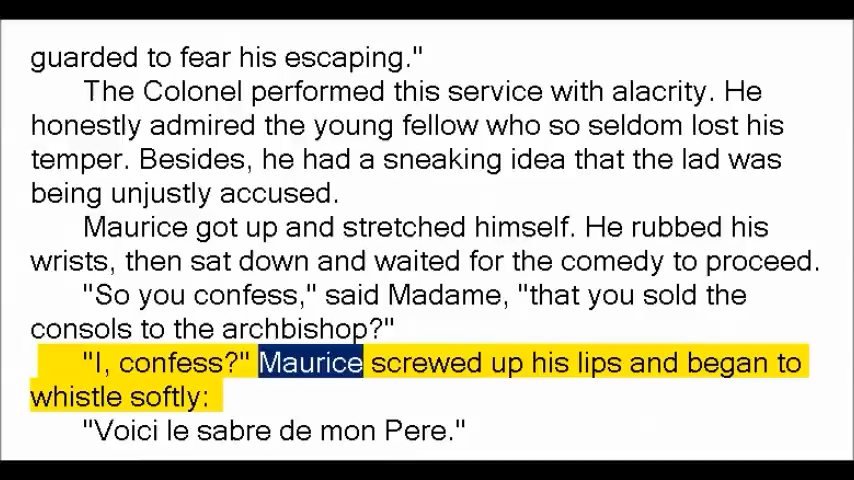 guarded to fear his escaping."
The Colonel performed this service with alacrity. He
honestly admired the young fellow who so seldom lost his
temper. Besides, he had a sneaking idea that the lad was
being unjustly accused.
Maurice got up and stretched himself. He rubbed his
wrists, then sat down and waited for the comedy to proceed.
"So you confess," said Madame, "that you sold the
consols to the archbishop?"
"I, confess?" Maurice screwed up his lips and began to
whistle softly:
"Voici le sabre de mon Pere."